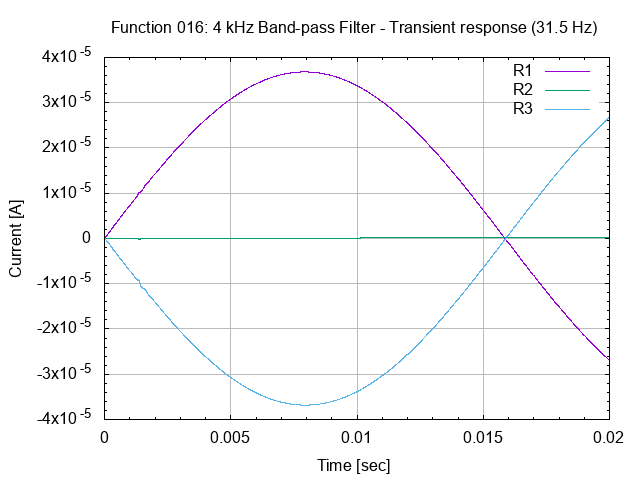 Function 016: 4 kHz Band-pass Filter - Transient response (31.5 Hz)
4x10⁻⁵
3x10⁻⁵
2x10⁻⁵
1x10⁻⁵
0
-1x10⁻⁵
-2x10⁻⁵
-3x10⁻⁵
-4x10⁻⁵
Current [A]
R1
R2
R3
0 0.005 0.01 0.015 0.02
Time [sec]